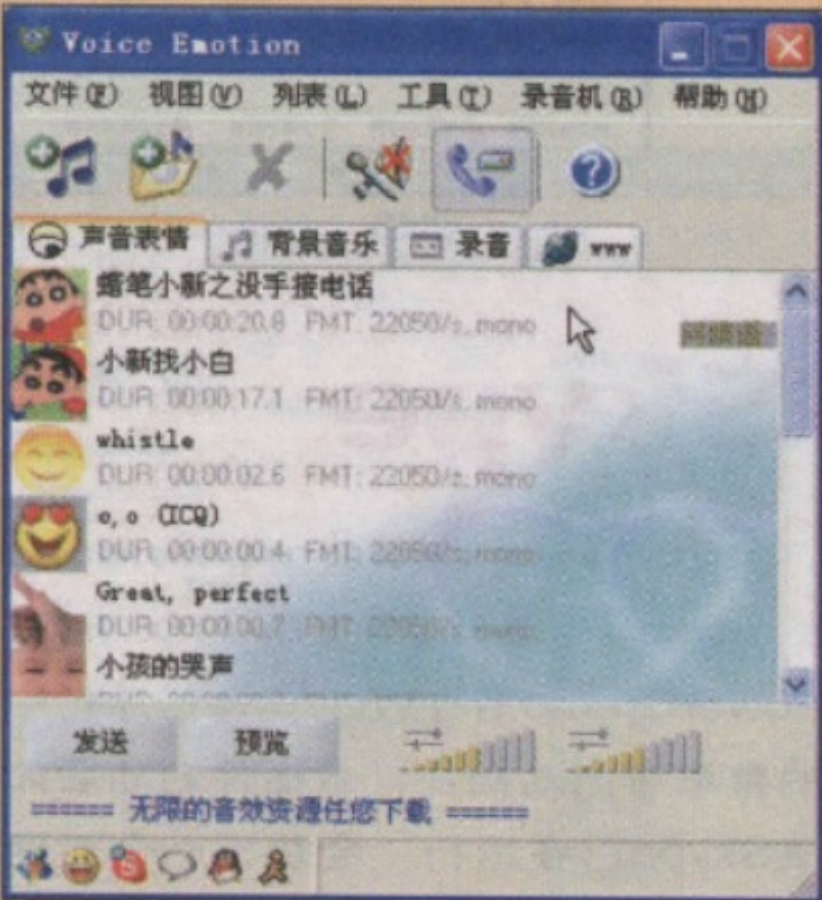 Voice Emotion
文件(F) 视图(V) 列表(L) 工具(T) 录音机(R) 帮助(H)
声音表情 背景音乐 录音 www
蜡笔小新之没手接电话
DUR: 00:00:20.8 FMT: 22050/s,mono
小新找小白
DUR: 00:00:17.1 FMT: 22050/s,mono
whistle
DUR: 00:00:02.6 FMT: 22050/s,mono
o,o (ICQ)
DUR: 00:00:00.4 FMT: 22050/s,mono
Great, perfect
DUR: 00:00:00.7 FMT: 22050/s,mono
小孩的哭声
发送 预览
====== 无限的音效资源任您下载 ======